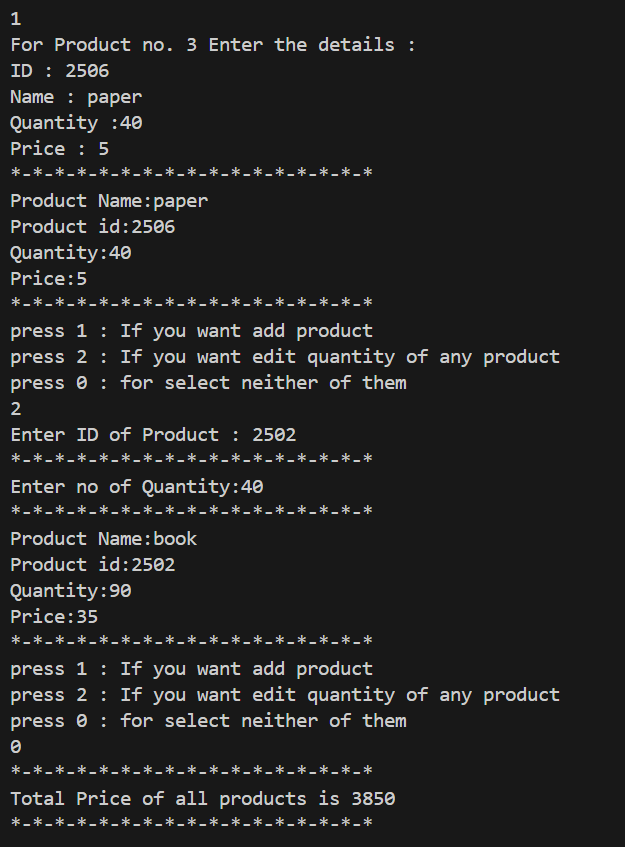 1
For Product no. 3 Enter the details :
ID : 2506
Name : paper
Quantity :40
Price : 5
*-*-*-*-*-*-*-*-*-*-*-*-*-*-*-*-*
Product Name:paper
Product id:2506
Quantity:40
Price:5
*-*-*-*-*-*-*-*-*-*-*-*-*-*-*-*-*
press 1 : If you want add product
press 2 : If you want edit quantity of any product
press 0 : for select neither of them
2
Enter ID of Product : 2502
*-*-*-*-*-*-*-*-*-*-*-*-*-*-*-*-*
Enter no of Quantity:40
*-*-*-*-*-*-*-*-*-*-*-*-*-*-*-*-*
Product Name:book
Product id:2502
Quantity:90
Price:35
*-*-*-*-*-*-*-*-*-*-*-*-*-*-*-*-*
press 1 : If you want add product
press 2 : If you want edit quantity of any product
press 0 : for select neither of them
0
*-*-*-*-*-*-*-*-*-*-*-*-*-*-*-*-*
Total Price of all products is 3850
*-*-*-*-*-*-*-*-*-*-*-*-*-*-*-*-*